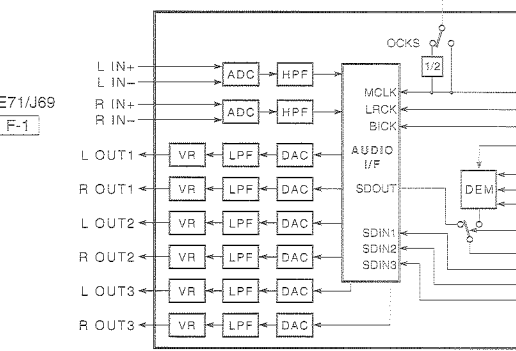 OCKS
1/2
L IN+
L IN−
ADC HPF
MCLK
E71/J69
R IN+
R IN−
ADC HPF
LRCK
F-1
BICK
L OUT1 VR LPF DAC
AUDIO
I/F
R OUT1 VR LPF DAC
SDOUT
DEM
L OUT2 VR LPF DAC
SDIN1
SDIN2
R OUT2 VR LPF DAC
SDIN3
L OUT3 VR LPF DAC
R OUT3 VR LPF DAC